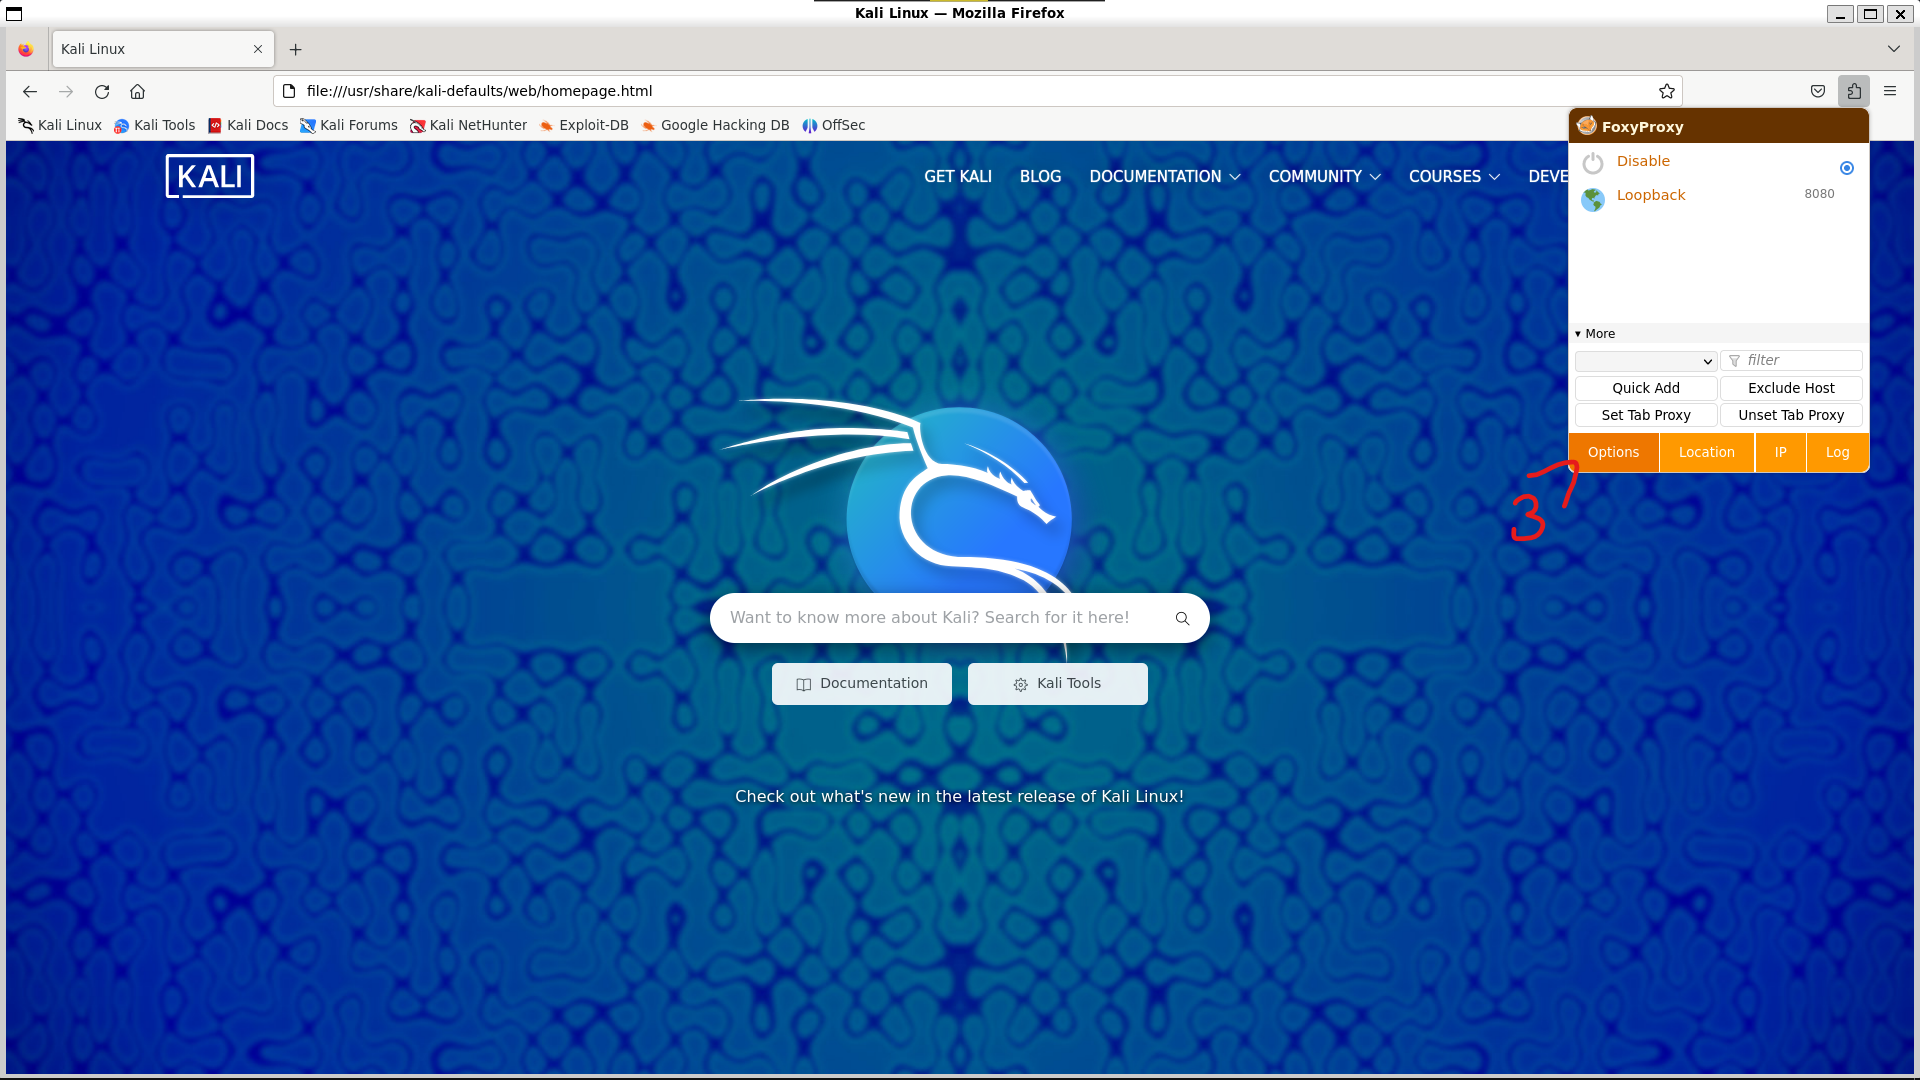 Kali Linux — Mozilla Firefox
Kali Linux
file:///usr/share/kali-defaults/web/homepage.html
Kali Linux Kali Tools Kali Docs Kali Forums Kali NetHunter Exploit-DB Google Hacking DB OffSec
KALI GET KALI BLOG DOCUMENTATION COMMUNITY COURSES DEVE
FoxyProxy
Disable
Loopback 8080
More
filter
Quick Add Exclude Host
Set Tab Proxy Unset Tab Proxy
Options Location IP Log
3
Want to know more about Kali? Search for it here!
Documentation Kali Tools
Check out what's new in the latest release of Kali Linux!